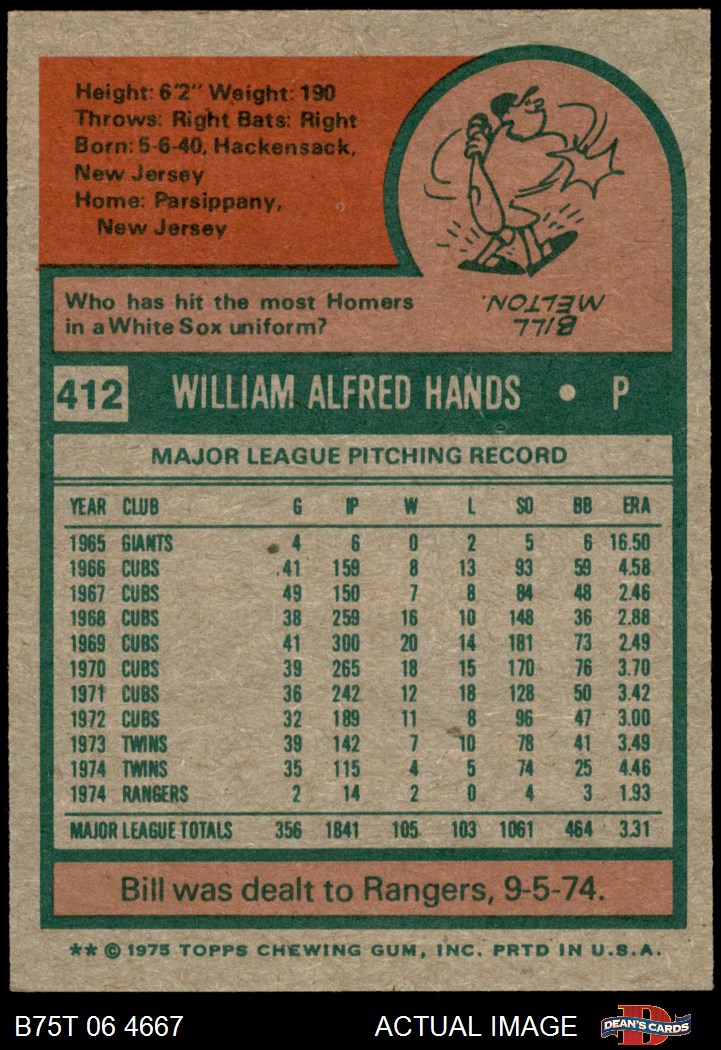 Height: 6'2" Weight: 190
Throws: Right Bats: Right
Born: 5-6-40, Hackensack,
New Jersey
Home: Parsippany,
New Jersey
Who has hit the most Homers
in a White Sox uniform?
BILL
MELTON.
412 WILLIAM ALFRED HANDS • P
MAJOR LEAGUE PITCHING RECORD
YEAR CLUB G IP W L SO BB ERA
1965 GIANTS 4 6 0 2 5 6 16.50
1966 CUBS 41 159 8 13 93 59 4.58
1967 CUBS 49 150 7 8 84 48 2.46
1968 CUBS 38 259 16 10 148 36 2.88
1969 CUBS 41 300 20 14 181 73 2.49
1970 CUBS 39 265 18 15 170 76 3.70
1971 CUBS 36 242 12 18 128 50 3.42
1972 CUBS 32 189 11 8 96 47 3.00
1973 TWINS 39 142 7 10 78 41 3.49
1974 TWINS 35 115 4 5 74 25 4.46
1974 RANGERS 2 14 2 0 4 3 1.93
MAJOR LEAGUE TOTALS 356 1841 105 103 1061 464 3.31
Bill was dealt to Rangers, 9-5-74.
** © 1975 TOPPS CHEWING GUM, INC. PRTD IN U.S.A.
B75T 06 4667 ACTUAL IMAGE D DEAN'S CARDS